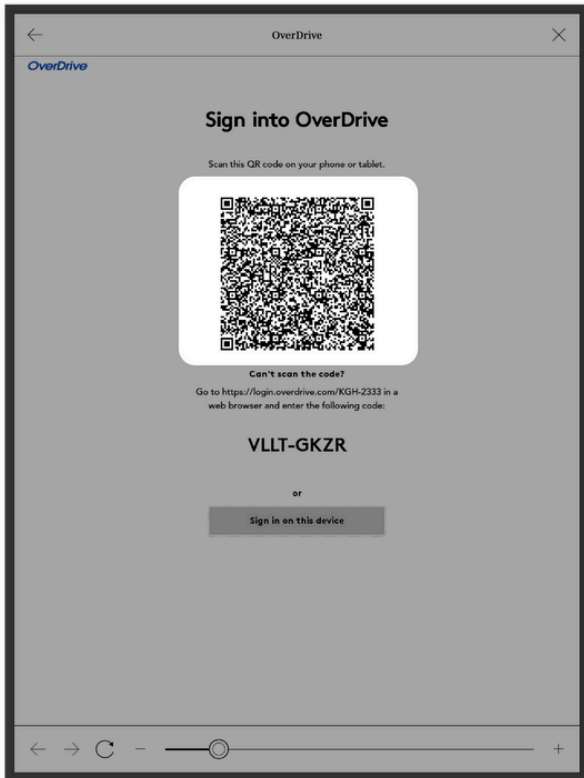 OverDrive
OverDrive
Sign into OverDrive
Scan this QR code on your phone or tablet.
Can't scan the code?
Go to https://login.overdrive.com/KGH-2333 in a
web browser and enter the following code:
VLLT-GKZR
or
Sign in on this device